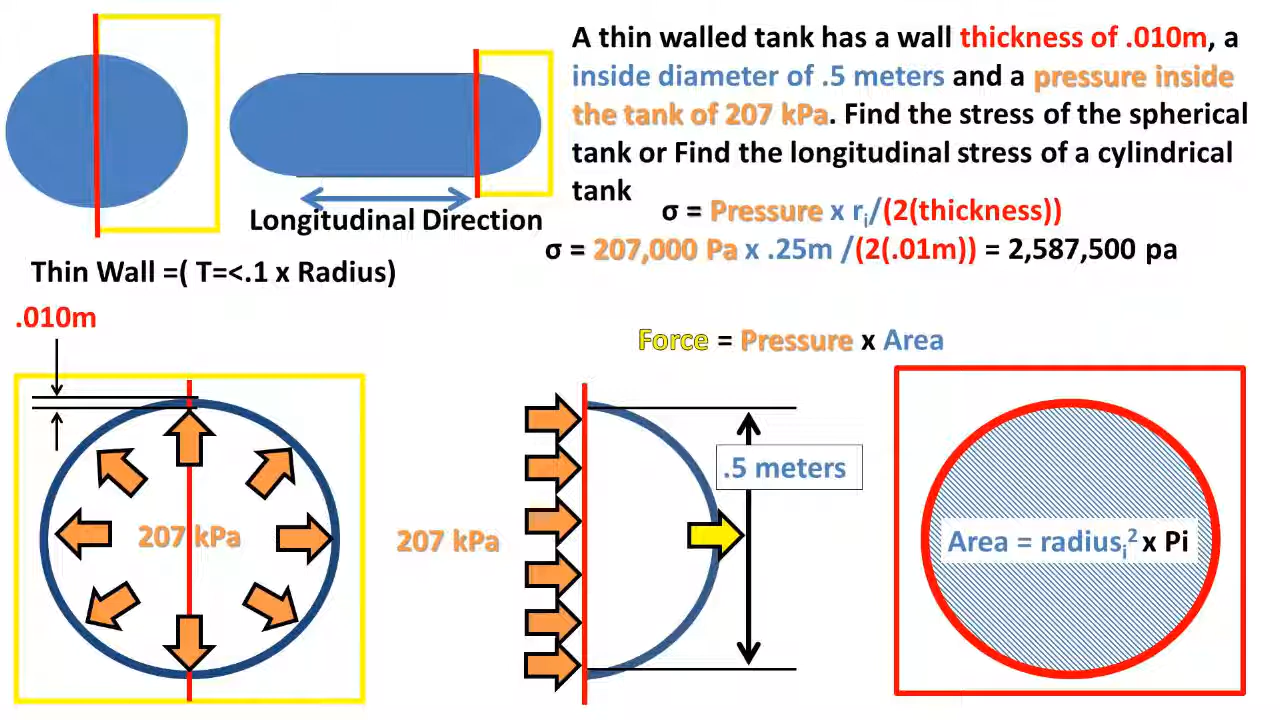 A thin walled tank has a wall thickness of .010m, a
inside diameter of .5 meters and a pressure inside
the tank of 207 kPa. Find the stress of the spherical
tank or Find the longitudinal stress of a cylindrical
tank
σ = Pressure x rᵢ/(2(thickness))
σ = 207,000 Pa x .25m /(2(.01m)) = 2,587,500 pa
Longitudinal Direction
Thin Wall =( T=<.1 x Radius)
.010m
Force = Pressure x Area
.5 meters
207 kPa
207 kPa
Area = radiusᵢ² x Pi